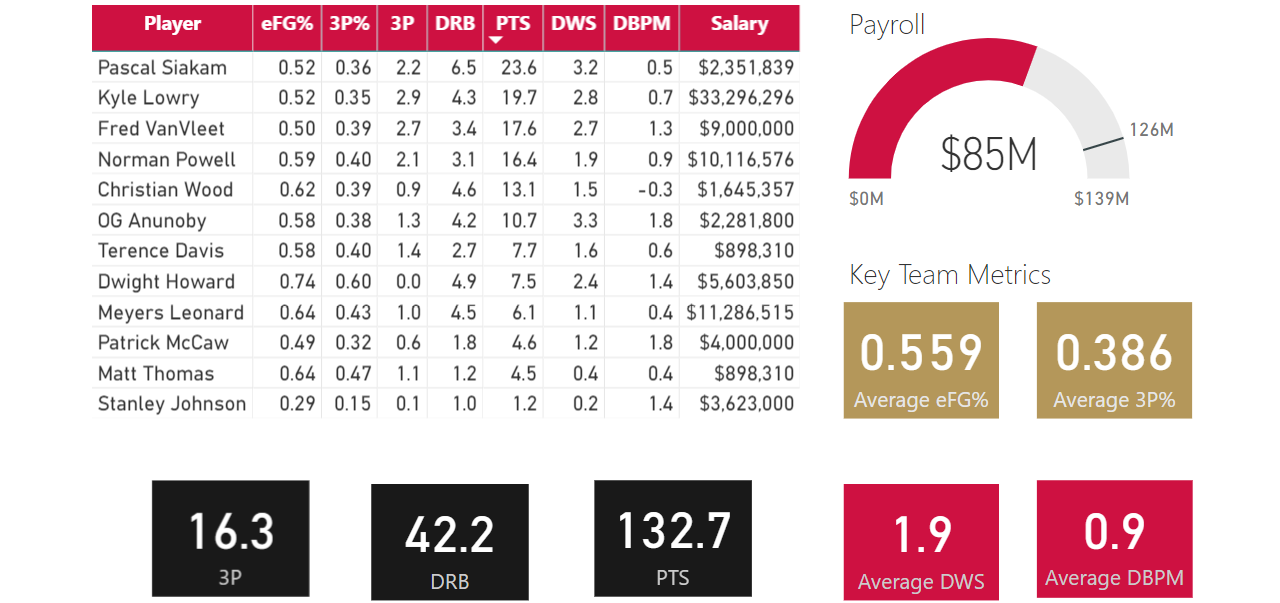 Player eFG% 3P% 3P DRB PTS DWS DBPM Salary
Pascal Siakam 0.52 0.36 2.2 6.5 23.6 3.2 0.5 $2,351,839
Kyle Lowry 0.52 0.35 2.9 4.3 19.7 2.8 0.7 $33,296,296
Fred VanVleet 0.50 0.39 2.7 3.4 17.6 2.7 1.3 $9,000,000
Norman Powell 0.59 0.40 2.1 3.1 16.4 1.9 0.9 $10,116,576
Christian Wood 0.62 0.39 0.9 4.6 13.1 1.5 -0.3 $1,645,357
OG Anunoby 0.58 0.38 1.3 4.2 10.7 3.3 1.8 $2,281,800
Terence Davis 0.58 0.40 1.4 2.7 7.7 1.6 0.6 $898,310
Dwight Howard 0.74 0.60 0.0 4.9 7.5 2.4 1.4 $5,603,850
Meyers Leonard 0.64 0.43 1.0 4.5 6.1 1.1 0.4 $11,286,515
Patrick McCaw 0.49 0.32 0.6 1.8 4.6 1.2 1.8 $4,000,000
Matt Thomas 0.64 0.47 1.1 1.2 4.5 0.4 0.4 $898,310
Stanley Johnson 0.29 0.15 0.1 1.0 1.2 0.2 1.4 $3,623,000
Payroll
126M
$85M
$0M $139M
Key Team Metrics
0.559 0.386
Average eFG% Average 3P%
16.3 42.2 132.7 1.9 0.9
3P DRB PTS Average DWS Average DBPM